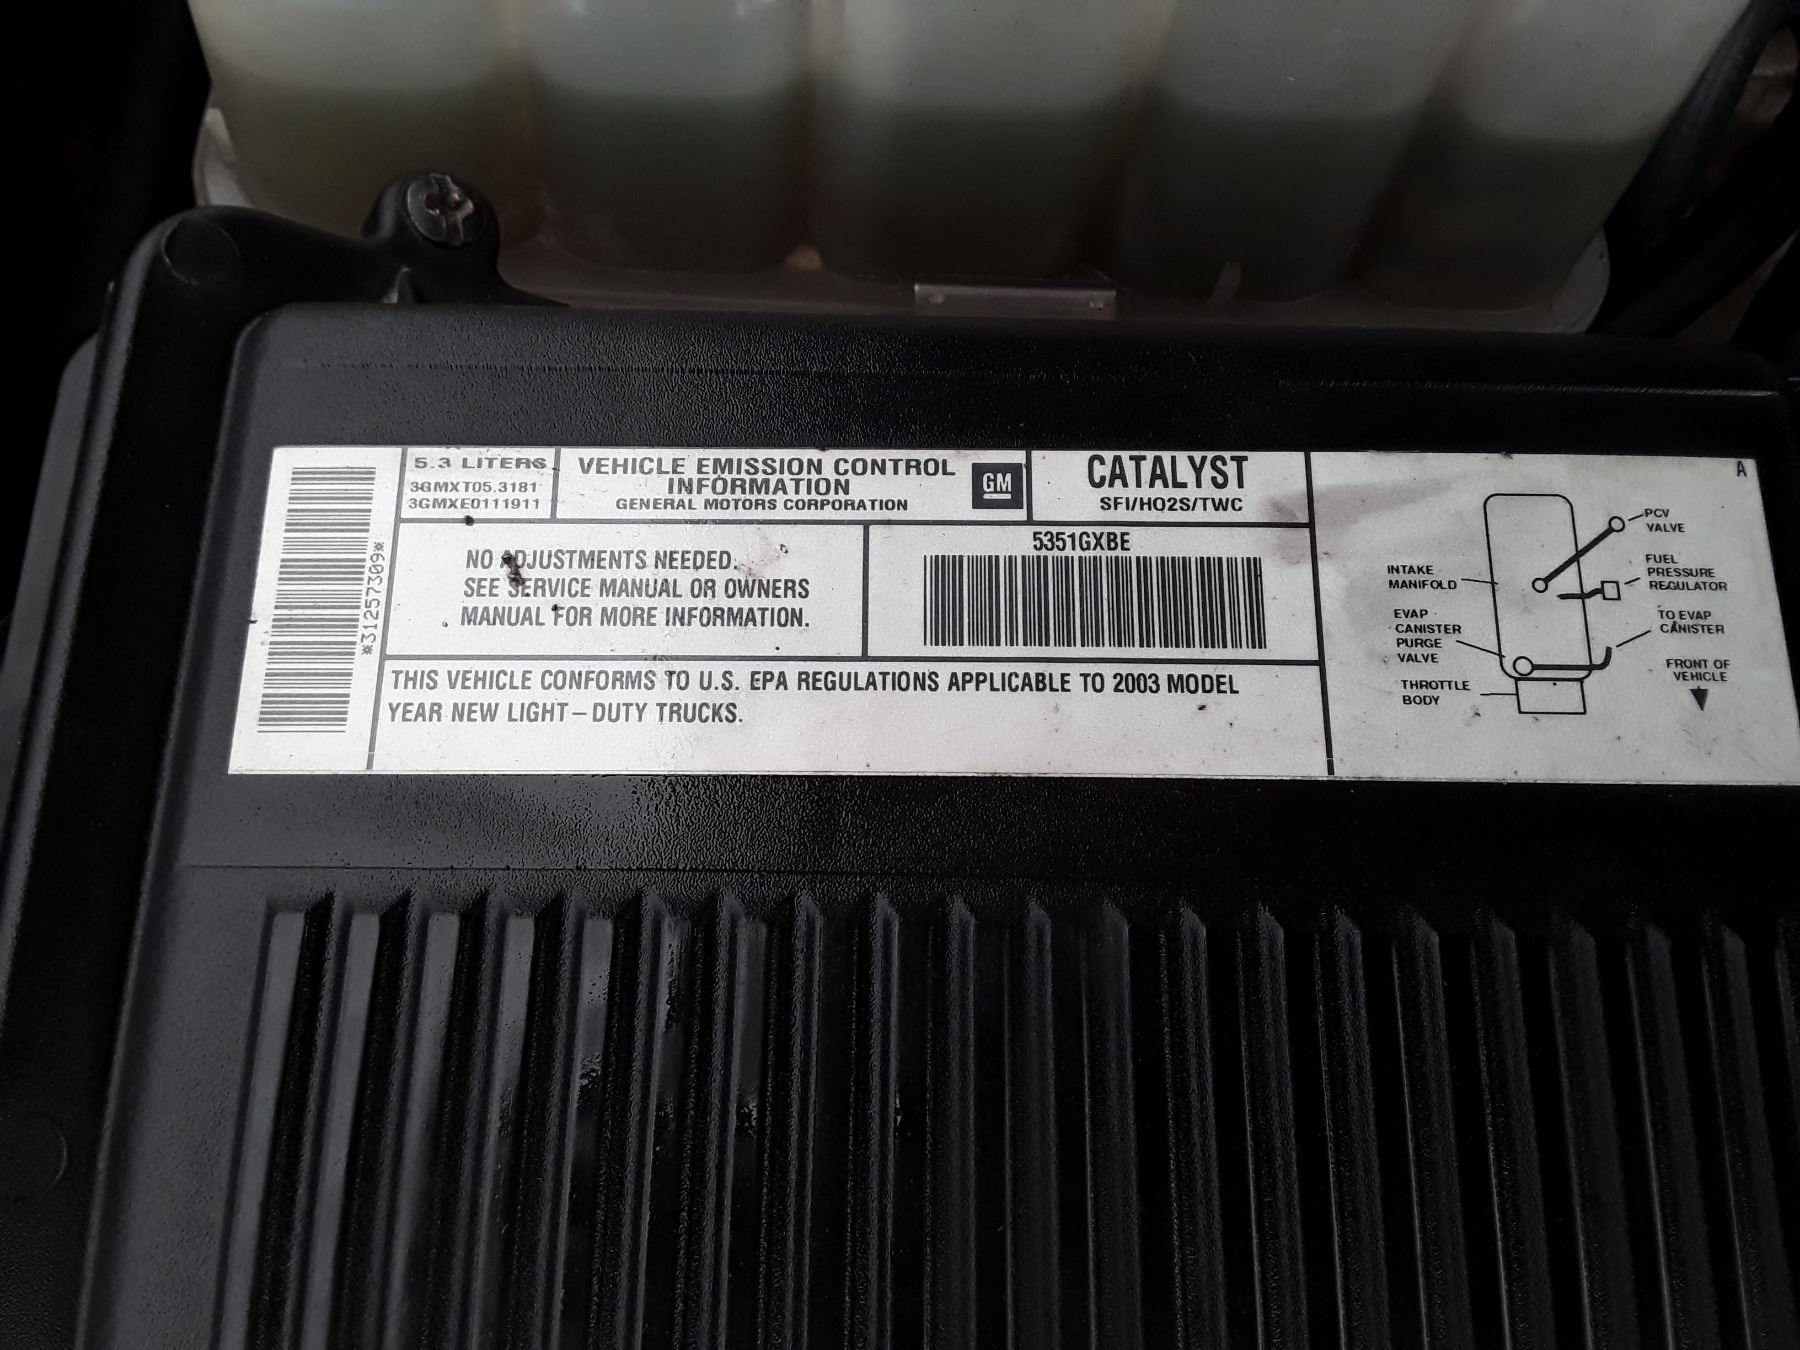 *312573​09*
5.3 LITERS
3GMXT05.3181
3GMXE0111911
VEHICLE EMISSION CONTROL
INFORMATION
GENERAL MOTORS CORPORATION
GM
CATALYST
SFI/HO2S/TWC
NO ADJUSTMENTS NEEDED.
SEE SERVICE MANUAL OR OWNERS
MANUAL FOR MORE INFORMATION.
5351GXBE
THIS VEHICLE CONFORMS TO U.S. EPA REGULATIONS APPLICABLE TO 2003 MODEL
YEAR NEW LIGHT-DUTY TRUCKS.
A
PCV
VALVE
INTAKE
MANIFOLD
FUEL
PRESSURE
REGULATOR
EVAP
CANISTER
PURGE
VALVE
TO EVAP
CANISTER
FRONT OF
VEHICLE
THROTTLE
BODY